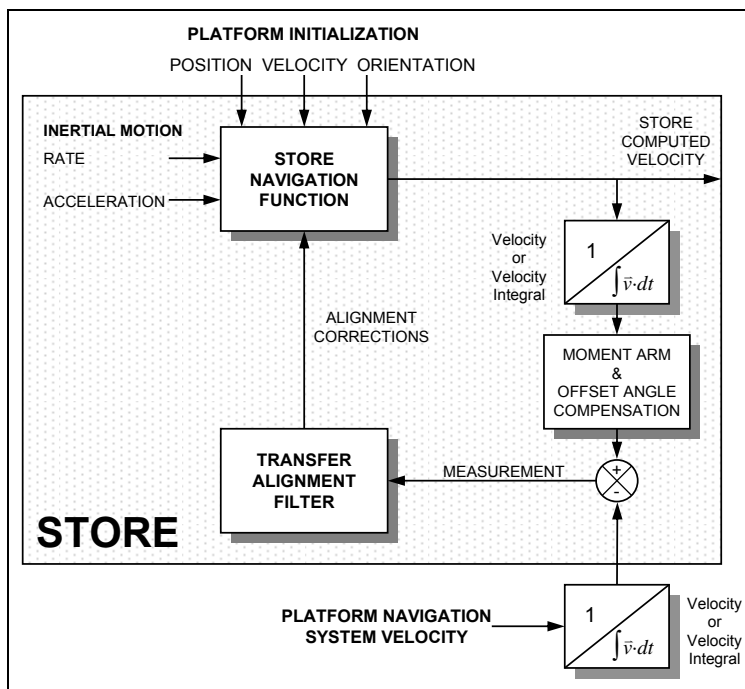 PLATFORM INITIALIZATION
POSITION VELOCITY ORIENTATION
INERTIAL MOTION
RATE
ACCELERATION
STORE
NAVIGATION
FUNCTION
STORE
COMPUTED
VELOCITY
Velocity
or
Velocity
Integral
1
∫ v̄·dt
ALIGNMENT
CORRECTIONS
MOMENT ARM
&
OFFSET ANGLE
COMPENSATION
TRANSFER
ALIGNMENT
FILTER
MEASUREMENT
+
-
STORE
PLATFORM NAVIGATION
SYSTEM VELOCITY
1
∫ v̄·dt
Velocity
or
Velocity
Integral